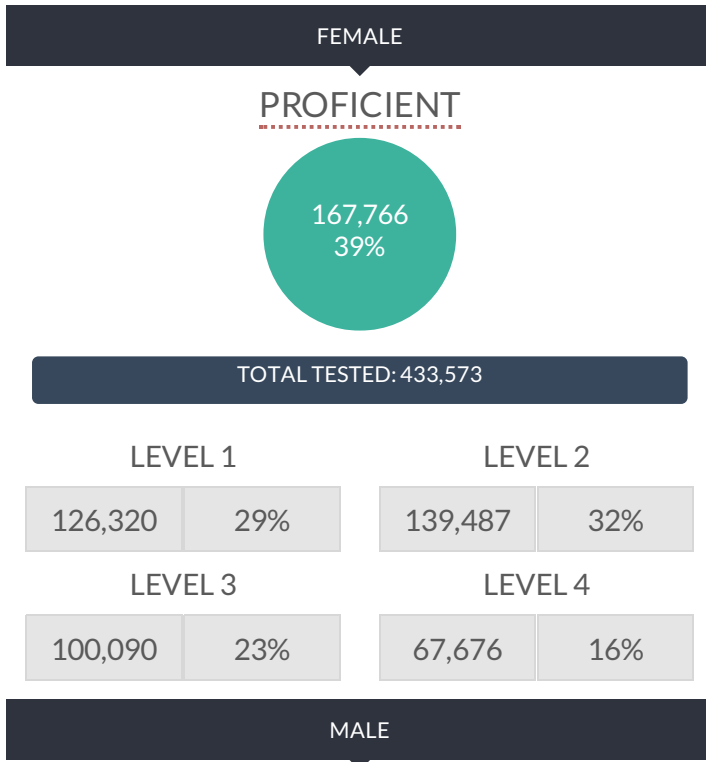 FEMALE
PROFICIENT
167,766
39%
TOTAL TESTED: 433,573
LEVEL 1
126,320 29%
LEVEL 2
139,487 32%
LEVEL 3
100,090 23%
LEVEL 4
67,676 16%
MALE